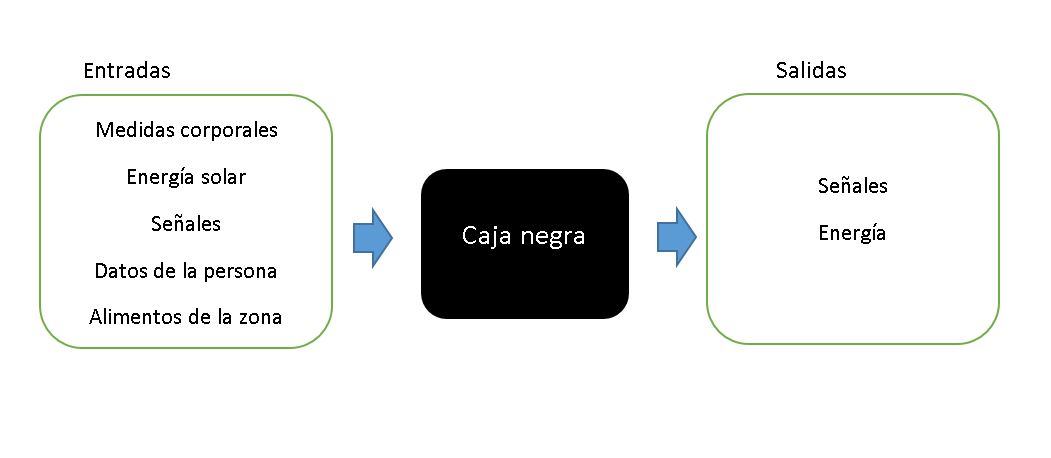 Entradas
Medidas corporales
Energía solar
Señales
Datos de la persona
Alimentos de la zona
Caja negra
Salidas
Señales
Energía